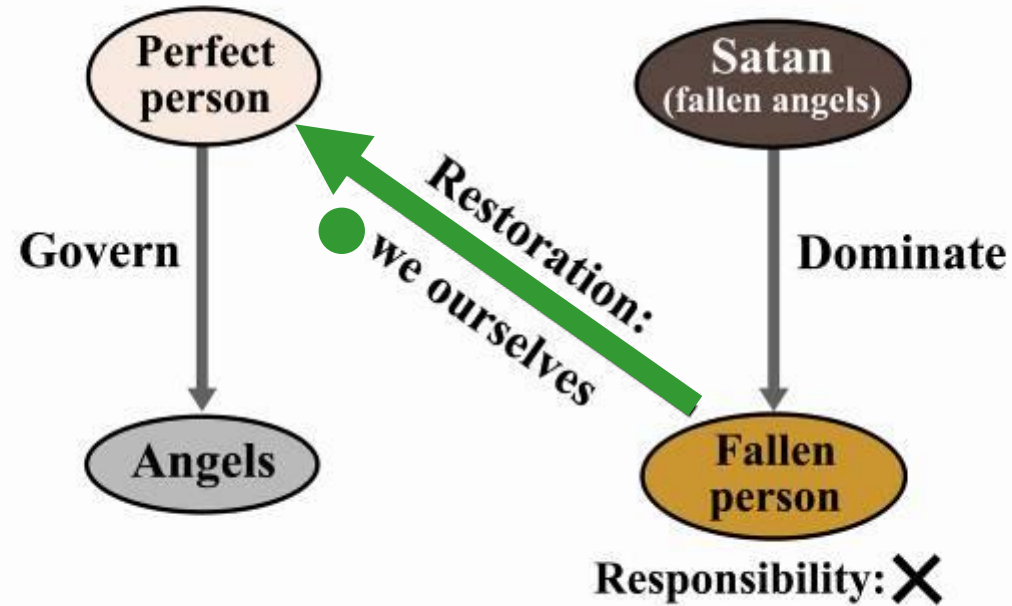 Perfect
person
Satan
(fallen angels)
Govern
Restoration:
we ourselves
Dominate
Angels
Fallen
person
Responsibility: ✕